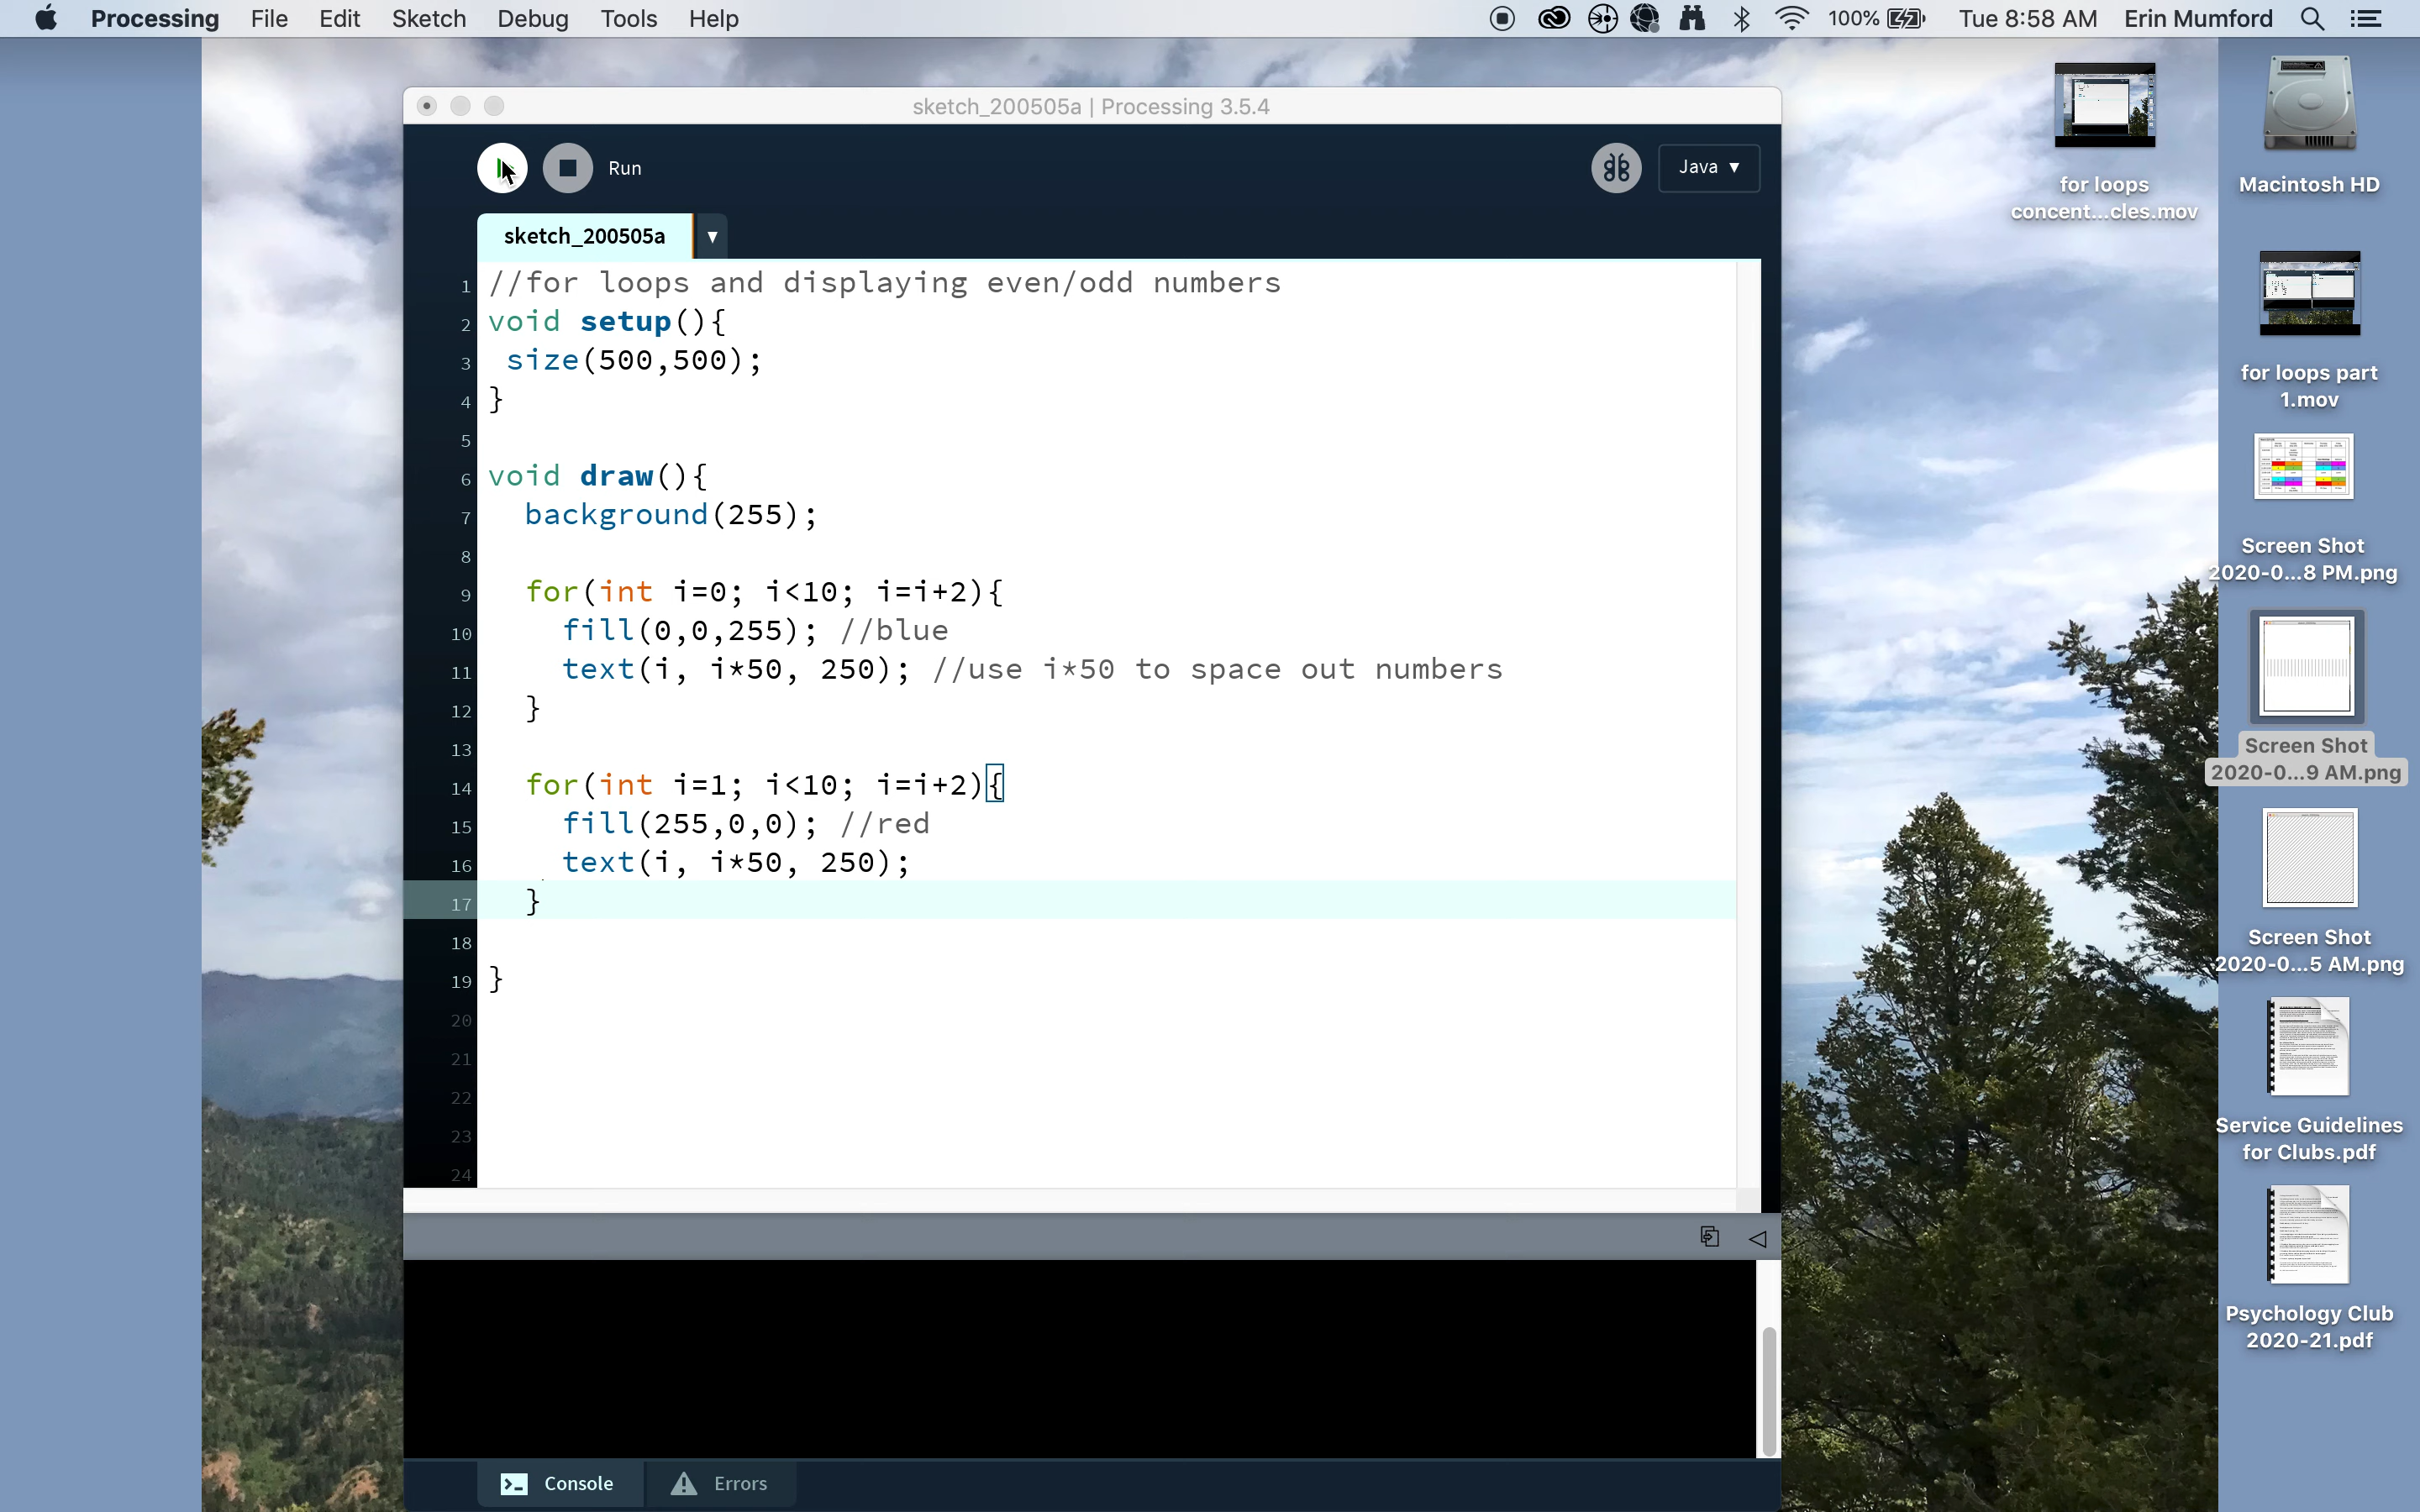 Processing File Edit Sketch Debug Tools Help 100% Tue 8:58 AM Erin Mumford
sketch_200505a | Processing 3.5.4
Run
Java ▼
sketch_200505a ▼
1 //for loops and displaying even/odd numbers
2 void setup(){
3 size(500,500);
4 }
5
6 void draw(){
7 background(255);
8
9 for(int i=0; i<10; i=i+2){
10 fill(0,0,255); //blue
11 text(i, i*50, 250); //use i*50 to space out numbers
12 }
13
14 for(int i=1; i<10; i=i+2){
15 fill(255,0,0); //red
16 text(i, i*50, 250);
17 }
18
19 }
20
21
22
23
24
Console Errors
for loops
concent...cles.mov
Macintosh HD
for loops part
1.mov
Screen Shot
2020-0...8 PM.png
Screen Shot
2020-0...9 AM.png
Screen Shot
2020-0...5 AM.png
Service Guidelines
for Clubs.pdf
Psychology Club
2020-21.pdf